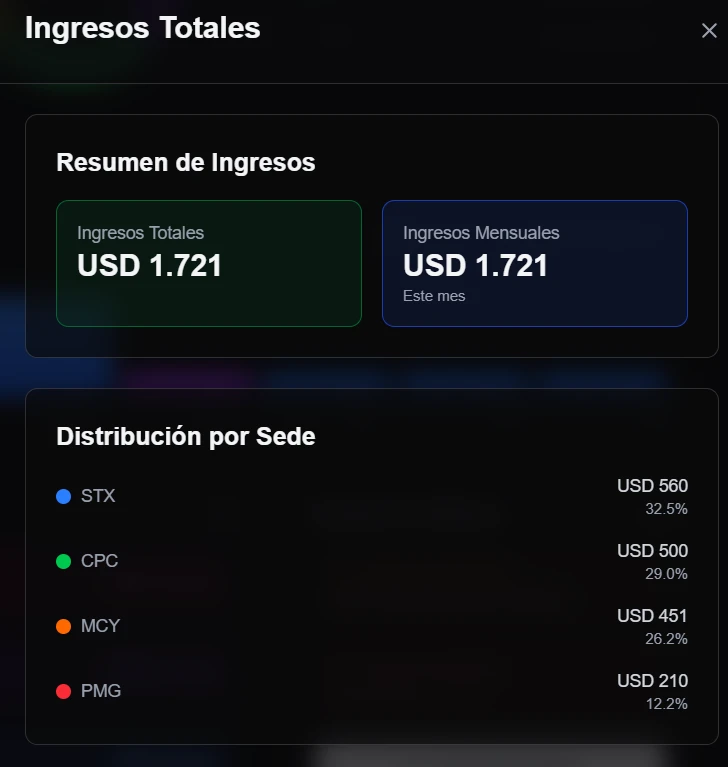 Ingresos Totales
Resumen de Ingresos
Ingresos Totales
USD 1.721
Ingresos Mensuales
USD 1.721
Este mes
Distribución por Sede
STX
USD 560
32.5%
CPC
USD 500
29.0%
MCY
USD 451
26.2%
PMG
USD 210
12.2%